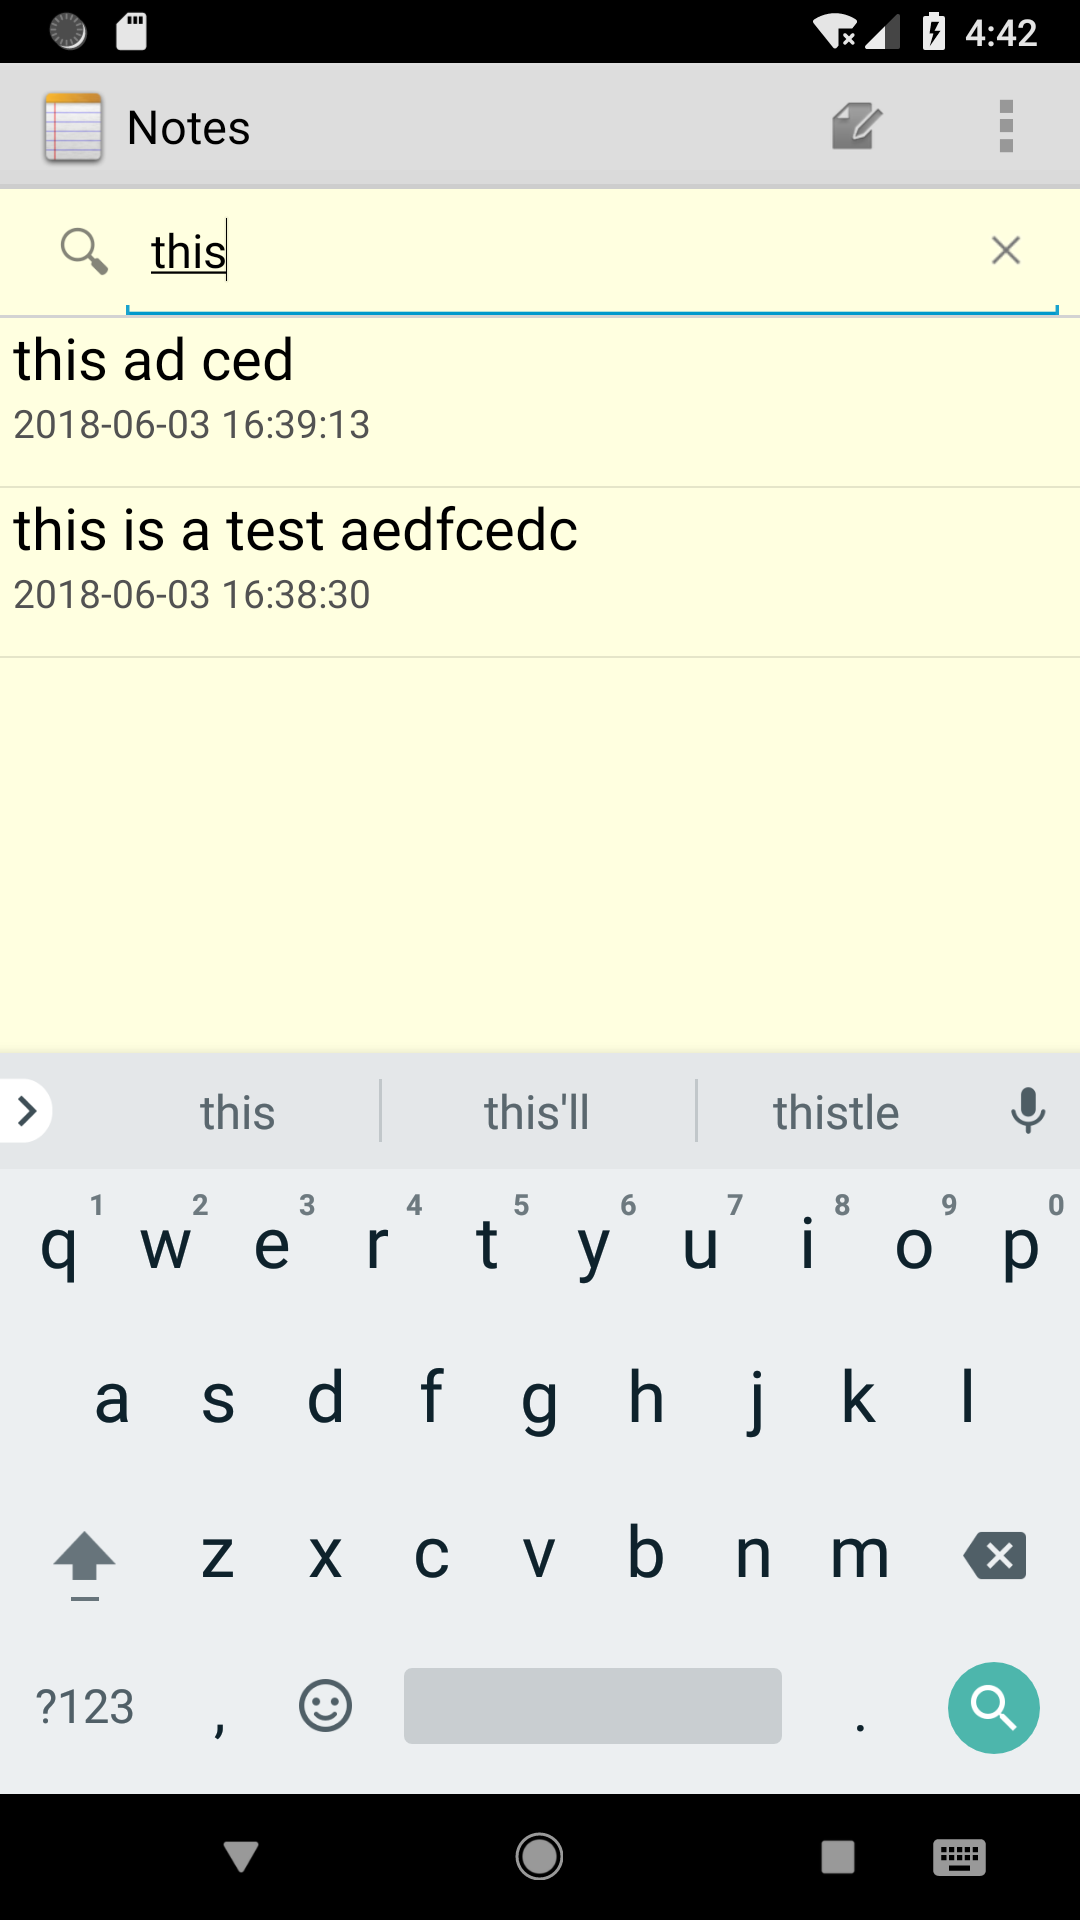 4:42
Notes
this
this ad ced
2018-06-03 16:39:13
this is a test aedfcedc
2018-06-03 16:38:30
this this'll thistle
1 2 3 4 5 6 7 8 9 0
q w e r t y u i o p
a s d f g h j k l
z x c v b n m
?123 , .